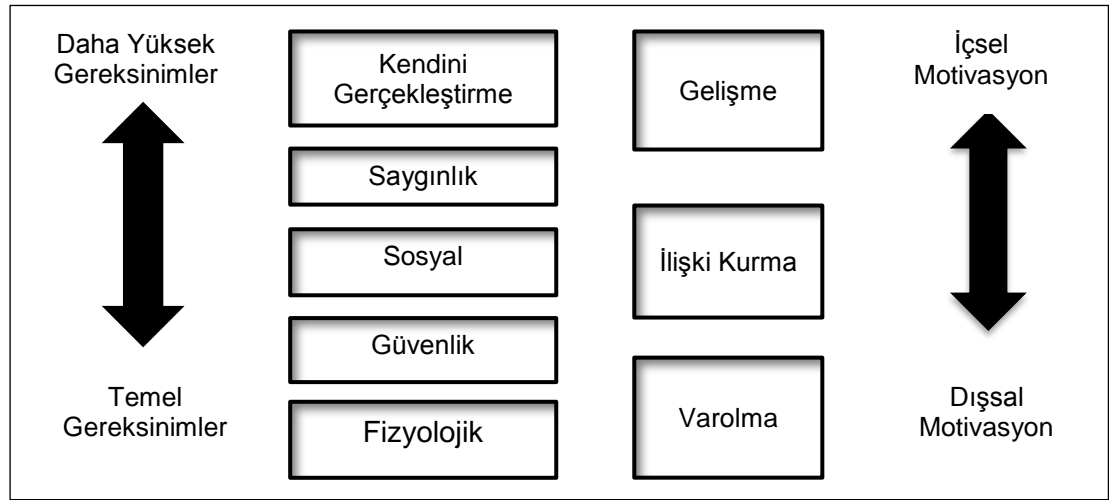 Daha Yüksek
Gereksinimler
Temel
Gereksinimler
Kendini
Gerçekleştirme
Saygınlık
Sosyal
Güvenlik
Fizyolojik
Gelişme
İlişki Kurma
Varolma
İçsel
Motivasyon
Dışsal
Motivasyon